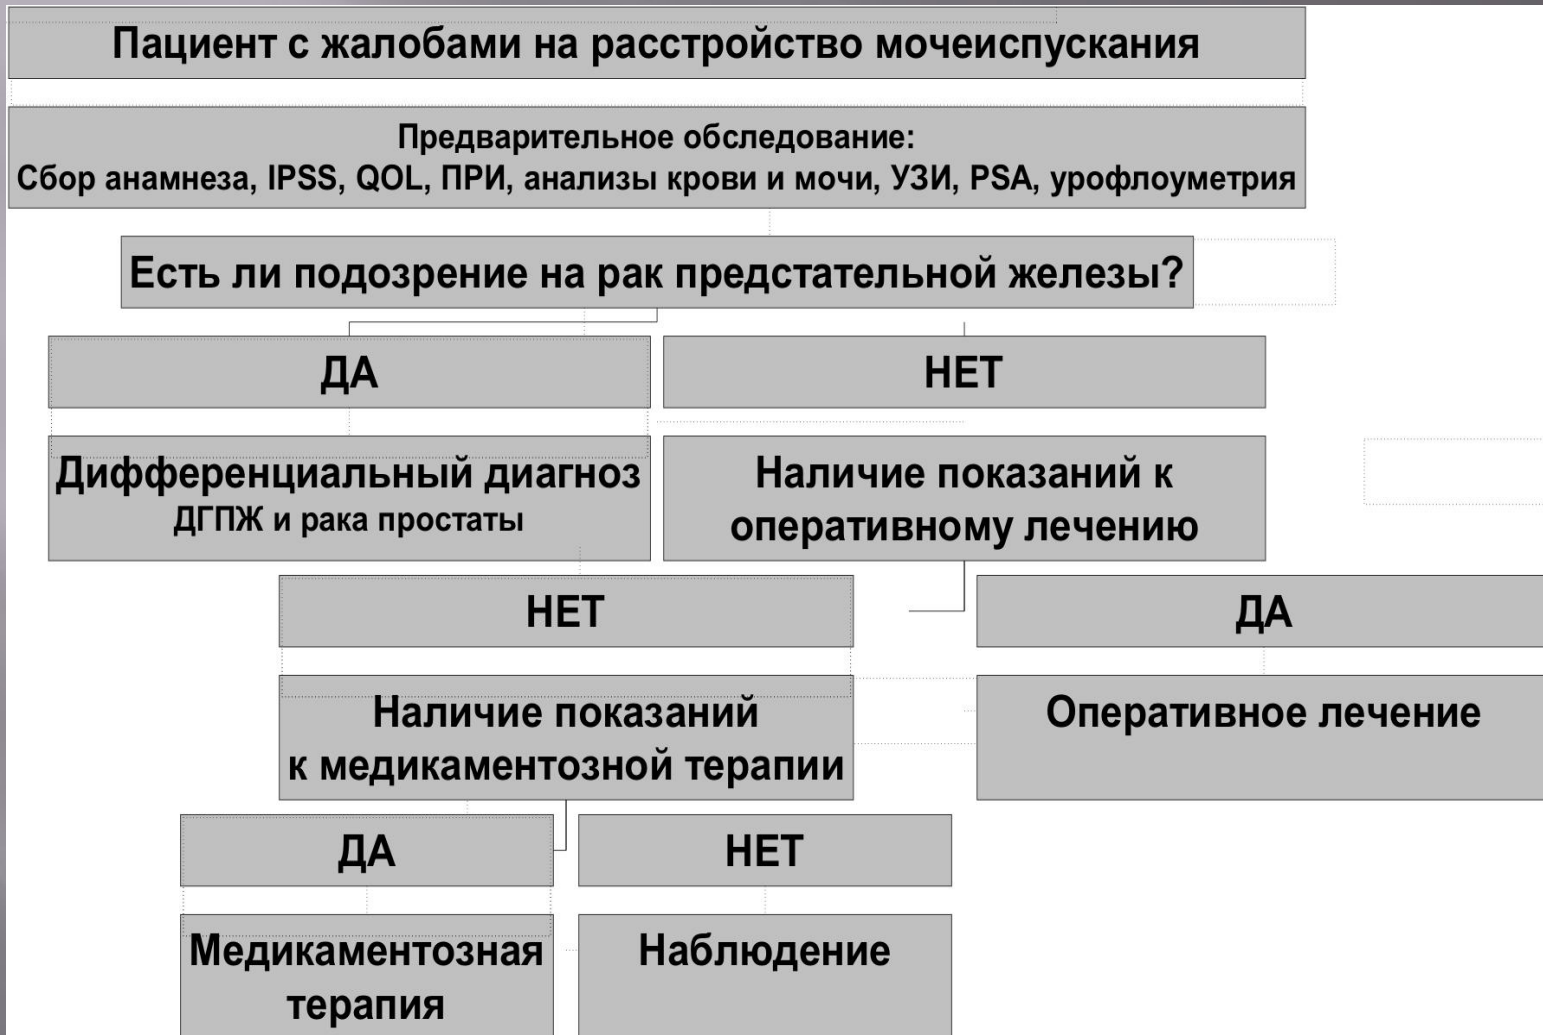 Пациент с жалобами на расстройство мочеиспускания
Предварительное обследование:
Сбор анамнеза, IPSS, QOL, ПРИ, анализы крови и мочи, УЗИ, PSA, урофлоуметрия
Есть ли подозрение на рак предстательной железы?
ДА
НЕТ
Дифференциальный диагноз
ДГПЖ и рака простаты
Наличие показаний к
оперативному лечению
НЕТ
ДА
Наличие показаний
к медикаментозной терапии
Оперативное лечение
ДА
НЕТ
Медикаментозная
терапия
Наблюдение